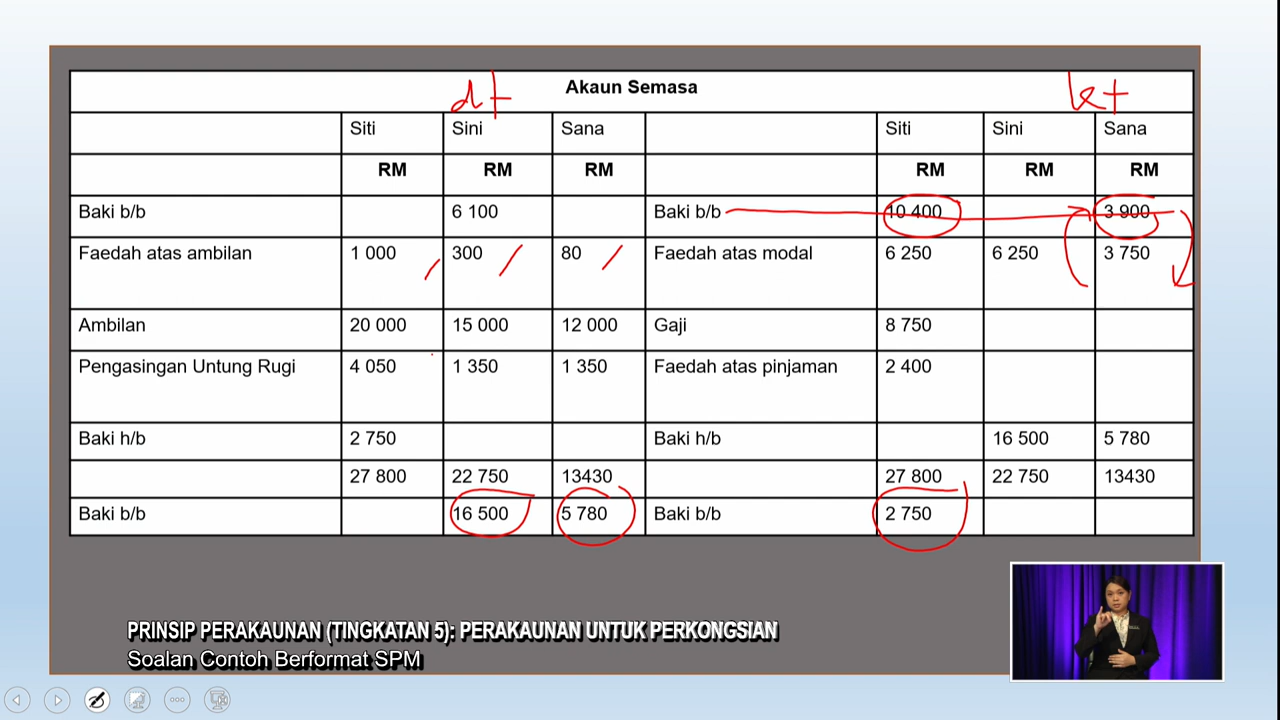 Akaun Semasa
dt
kt
Siti Sini Sana Siti Sini Sana
RM RM RM RM RM RM
Baki b/b 6 100 Baki b/b 10 400 3 900
Faedah atas ambilan 1 000 300 80 Faedah atas modal 6 250 6 250 3 750
Ambilan 20 000 15 000 12 000 Gaji 8 750
Pengasingan Untung Rugi 4 050 1 350 1 350 Faedah atas pinjaman 2 400
Baki h/b 2 750 Baki h/b 16 500 5 780
27 800 22 750 13430 27 800 22 750 13430
Baki b/b 16 500 5 780 Baki b/b 2 750
PRINSIP PERAKAUNAN (TINGKATAN 5): PERAKAUNAN UNTUK PERKONGSIAN
Soalan Contoh Berformat SPM